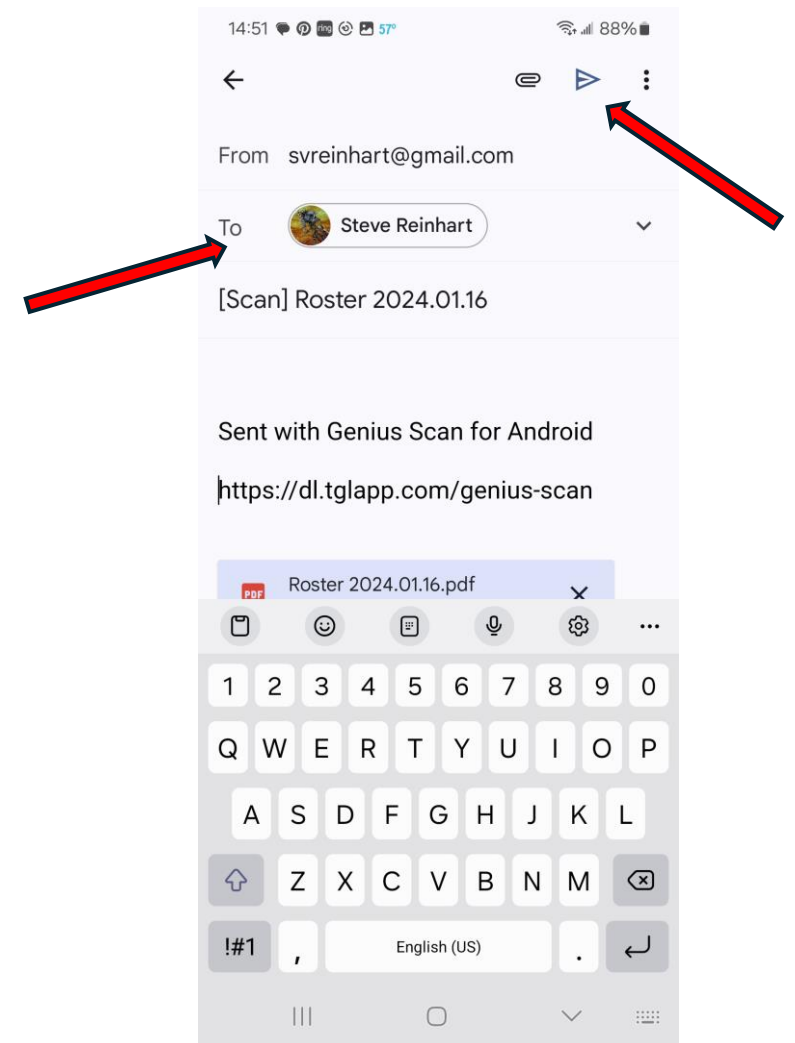 14:51 ring 57° 88%
From svreinhart@gmail.com
To Steve Reinhart
[Scan] Roster 2024.01.16
Sent with Genius Scan for Android
https://dl.tglapp.com/genius-scan
PDF Roster 2024.01.16.pdf
1 2 3 4 5 6 7 8 9 0
Q W E R T Y U I O P
A S D F G H J K L
Z X C V B N M
!#1 , English (US) .